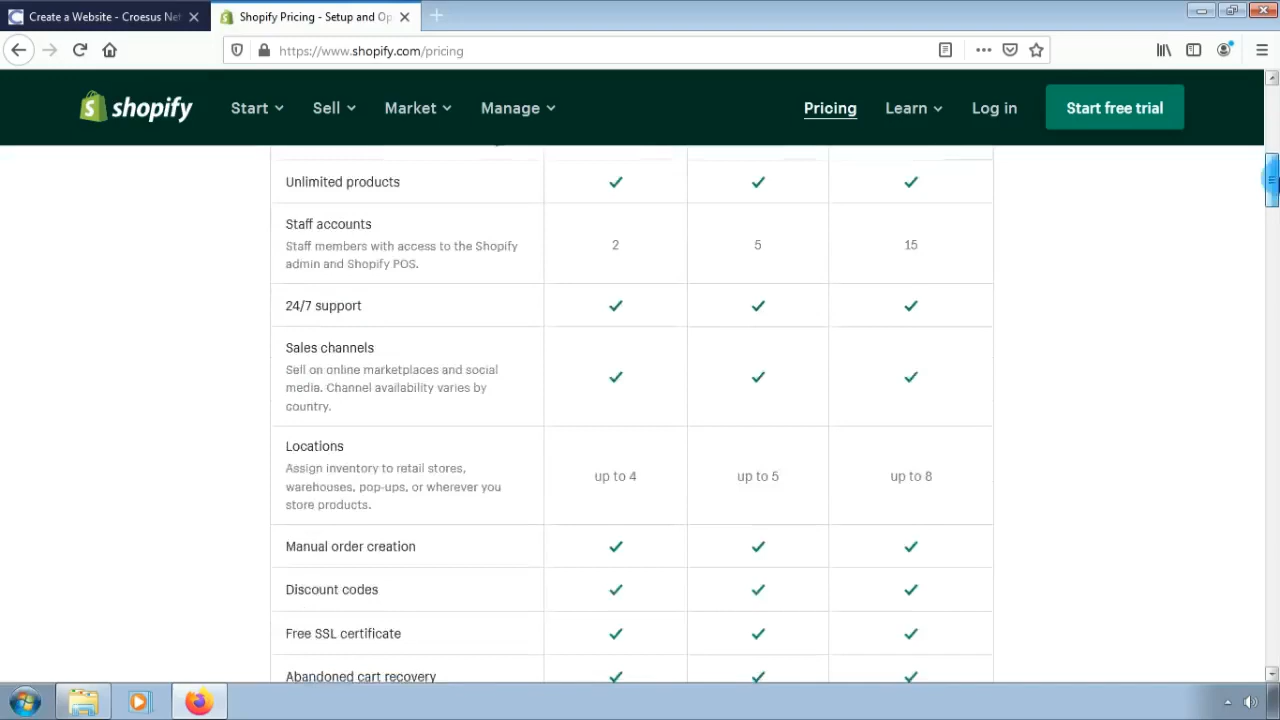 Create a Website - Croesus Net
Shopify Pricing - Setup and Op
https://www.shopify.com/pricing
shopify
Start
Sell
Market
Manage
Pricing
Learn
Log in
Start free trial
Unlimited products
Staff accounts
Staff members with access to the Shopify
admin and Shopify POS.
2
5
15
24/7 support
Sales channels
Sell on online marketplaces and social
media. Channel availability varies by
country.
Locations
Assign inventory to retail stores,
warehouses, pop-ups, or wherever you
store products.
up to 4
up to 5
up to 8
Manual order creation
Discount codes
Free SSL certificate
Abandoned cart recovery